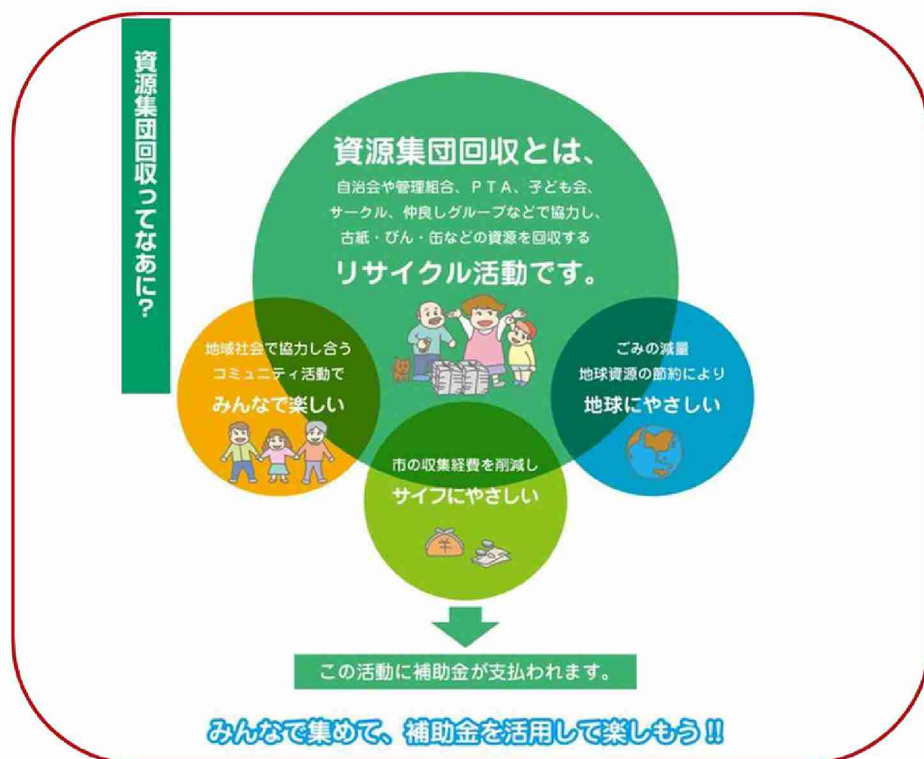 資源集団回収ってなあに？
資源集団回収とは、
自治会や管理組合、ＰＴＡ、子ども会、
サークル、仲良しグループなどで協力し、
古紙・びん・缶などの資源を回収する
リサイクル活動です。
地域社会で協力し合う
コミュニティ活動で
みんなで楽しい
市の収集経費を削減し
サイフにやさしい
ごみの減量
地球資源の節約により
地球にやさしい
この活動に補助金が支払われます。
みんなで集めて、補助金を活用して楽しもう!!